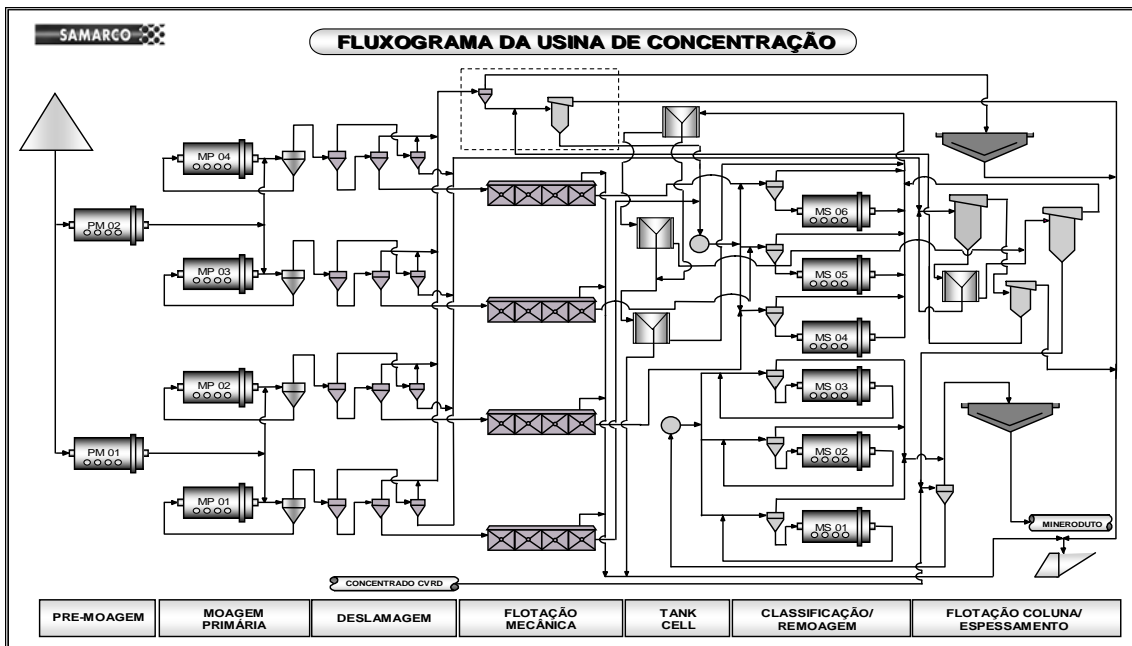 SAMARCO
FLUXOGRAMA DA USINA DE CONCENTRAÇÃO
MP 04
PM 02
MP 03
MP 02
PM 01
MP 01
MS 06
MS 05
MS 04
MS 03
MS 02
MS 01
MINERODUTO
CONCENTRADO CVRD
PRE-MOAGEM
MOAGEM
PRIMÁRIA
DESLAMAGEM
FLOTAÇÃO
MECÂNICA
TANK
CELL
CLASSIFICAÇÃO/
REMOAGEM
FLOTAÇÃO COLUNA/
ESPESSAMENTO